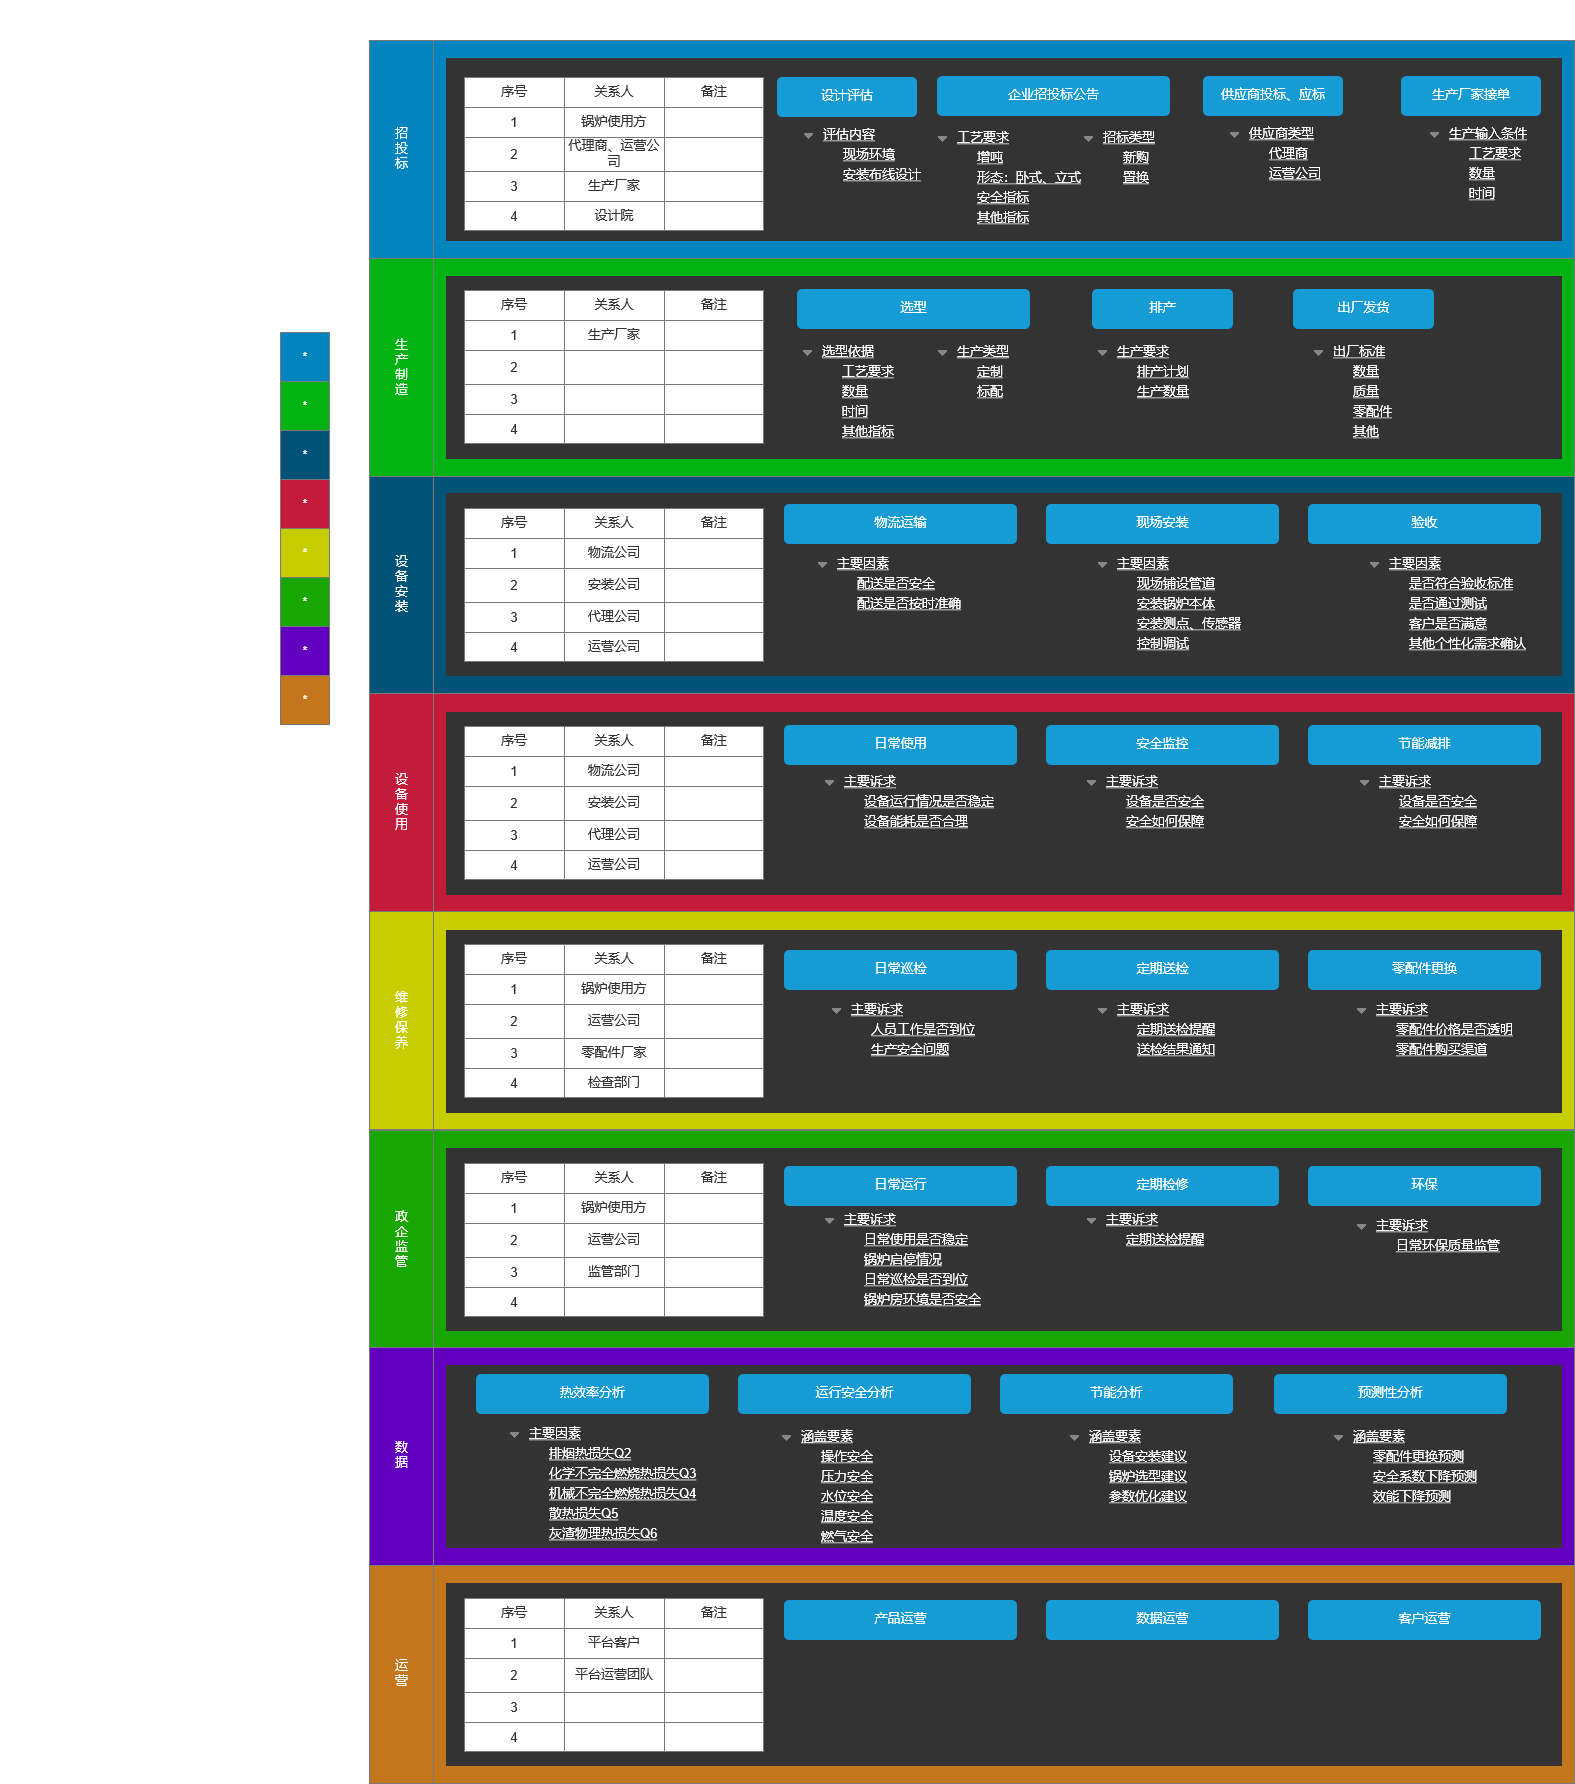 *
*
*
*
*
*
*
*
招投标
序号 关系人 备注
1 锅炉使用方
2 代理商、运营公司
3 生产厂家
4 设计院
设计评估
评估内容
现场环境
安装布线设计
企业招投标公告
工艺要求
增吨
形态：卧式、立式
安全指标
其他指标
招标类型
新购
置换
供应商投标、应标
供应商类型
代理商
运营公司
生产厂家接单
生产输入条件
工艺要求
数量
时间
生产制造
序号 关系人 备注
1 生产厂家
2
3
4
选型
选型依据
工艺要求
数量
时间
其他指标
生产类型
定制
标配
排产
生产要求
排产计划
生产数量
出厂发货
出厂标准
数量
质量
零配件
其他
设备安装
序号 关系人 备注
1 物流公司
2 安装公司
3 代理公司
4 运营公司
物流运输
主要因素
配送是否安全
配送是否按时准确
现场安装
主要因素
现场铺设管道
安装锅炉本体
安装测点、传感器
控制调试
验收
主要因素
是否符合验收标准
是否通过测试
客户是否满意
其他个性化需求确认
设备使用
序号 关系人 备注
1 物流公司
2 安装公司
3 代理公司
4 运营公司
日常使用
主要诉求
设备运行情况是否稳定
设备能耗是否合理
安全监控
主要诉求
设备是否安全
安全如何保障
节能减排
主要诉求
设备是否安全
安全如何保障
维修保养
序号 关系人 备注
1 锅炉使用方
2 运营公司
3 零配件厂家
4 检查部门
日常巡检
主要诉求
人员工作是否到位
生产安全问题
定期送检
主要诉求
定期送检提醒
送检结果通知
零配件更换
主要诉求
零配件价格是否透明
零配件购买渠道
政企监管
序号 关系人 备注
1 锅炉使用方
2 运营公司
3 监管部门
4
日常运行
主要诉求
日常使用是否稳定
锅炉启停情况
日常巡检是否到位
锅炉房环境是否安全
定期检修
主要诉求
定期送检提醒
环保
主要诉求
日常环保质量监管
数据
热效率分析
主要因素
排烟热损失Q2
化学不完全燃烧热损失Q3
机械不完全燃烧热损失Q4
散热损失Q5
灰渣物理热损失Q6
运行安全分析
涵盖要素
操作安全
压力安全
水位安全
温度安全
燃气安全
节能分析
涵盖要素
设备安装建议
锅炉选型建议
参数优化建议
预测性分析
涵盖要素
零配件更换预测
安全系数下降预测
效能下降预测
运营
序号 关系人 备注
1 平台客户
2 平台运营团队
3
4
产品运营
数据运营
客户运营